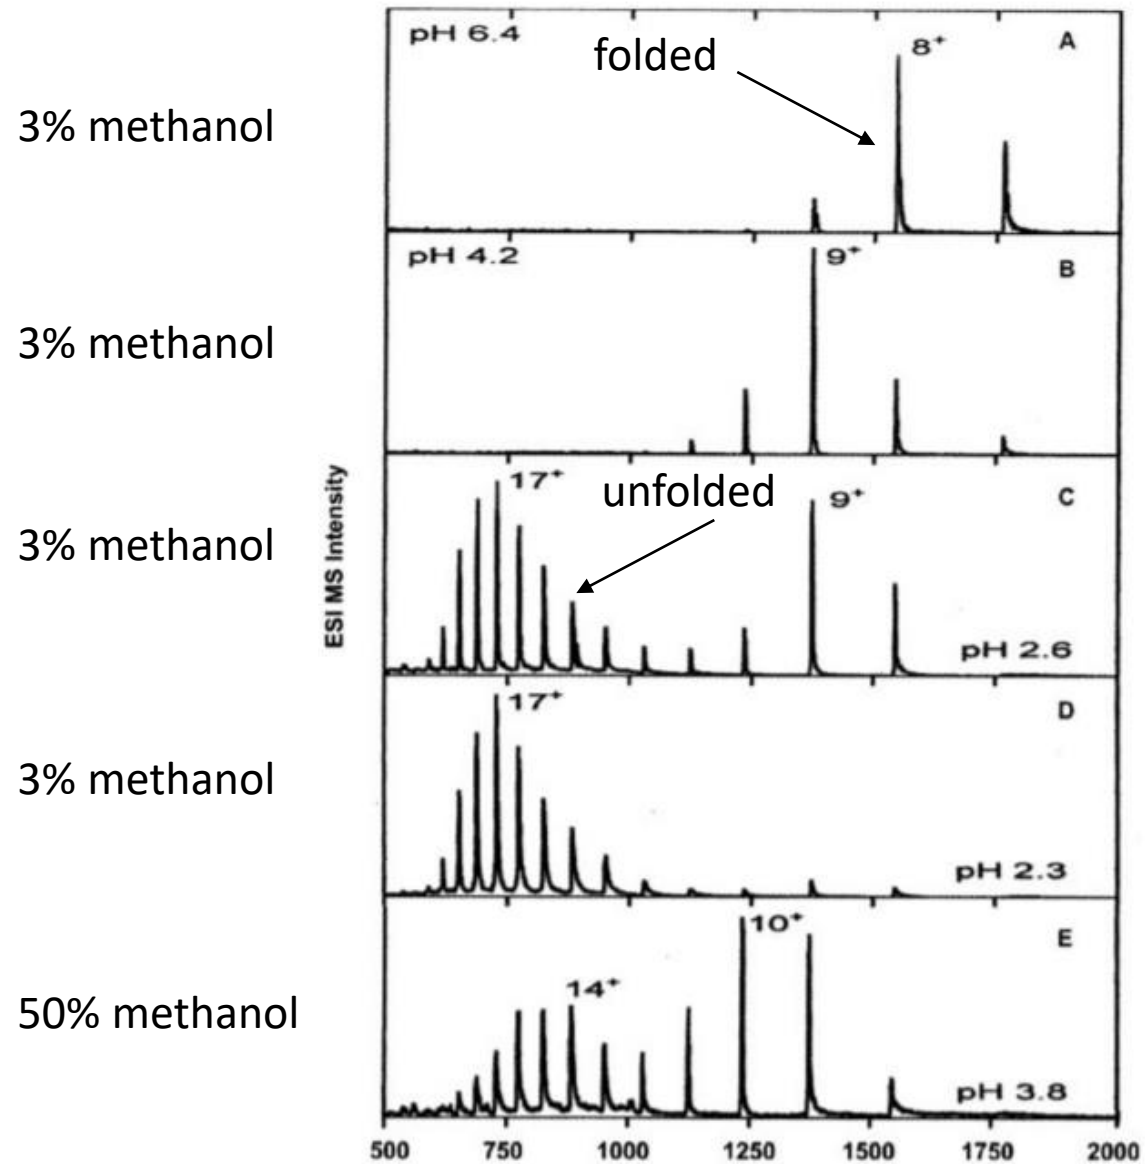 pH 6.4
folded
8+
A
3% methanol
pH 4.2
9+
B
3% methanol
17+
unfolded
9+
C
3% methanol
pH 2.6
ESI MS Intensity
17+
D
3% methanol
pH 2.3
10+
E
14+
50% methanol
pH 3.8
500 750 1000 1250 1500 1750 2000